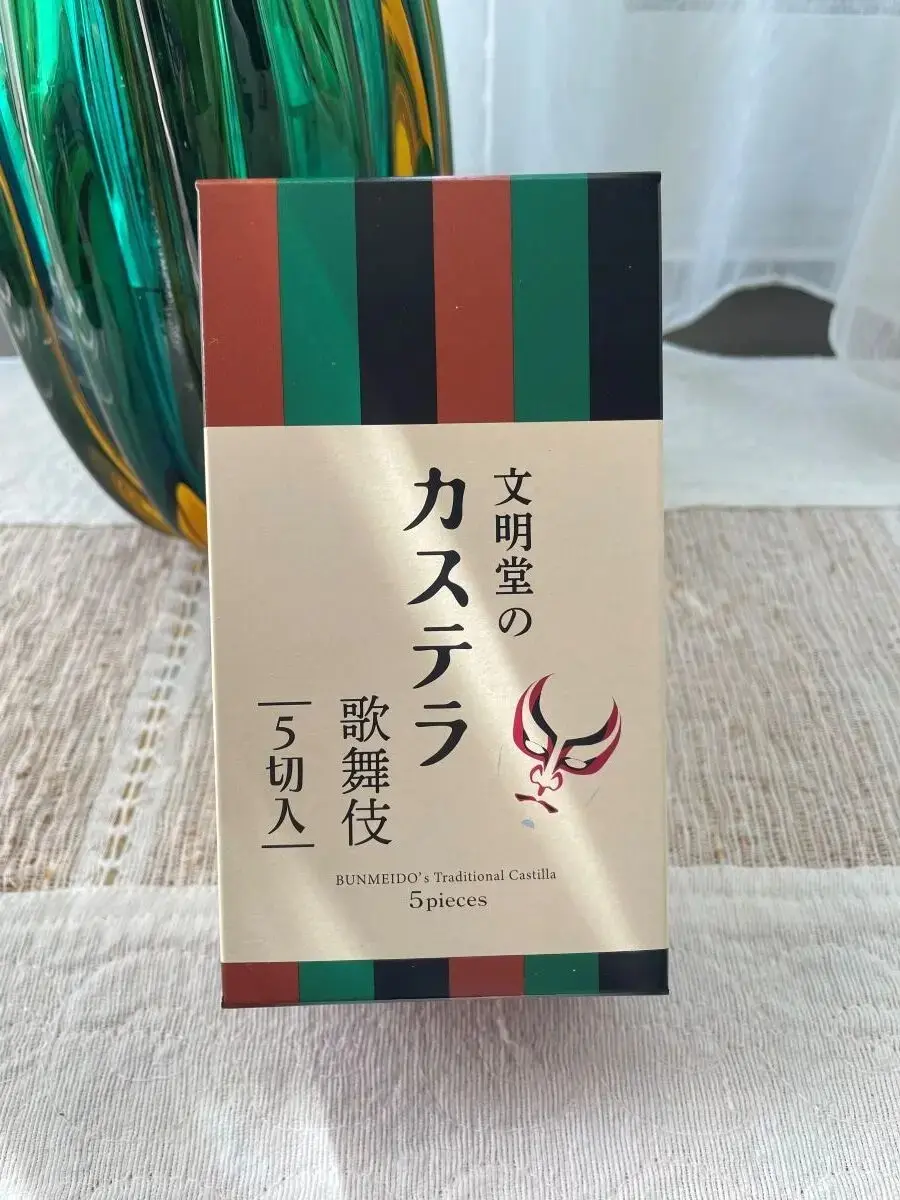 文明堂の
カステラ
歌舞伎
5切入
BUNMEIDO's Traditional Castilla
5pieces